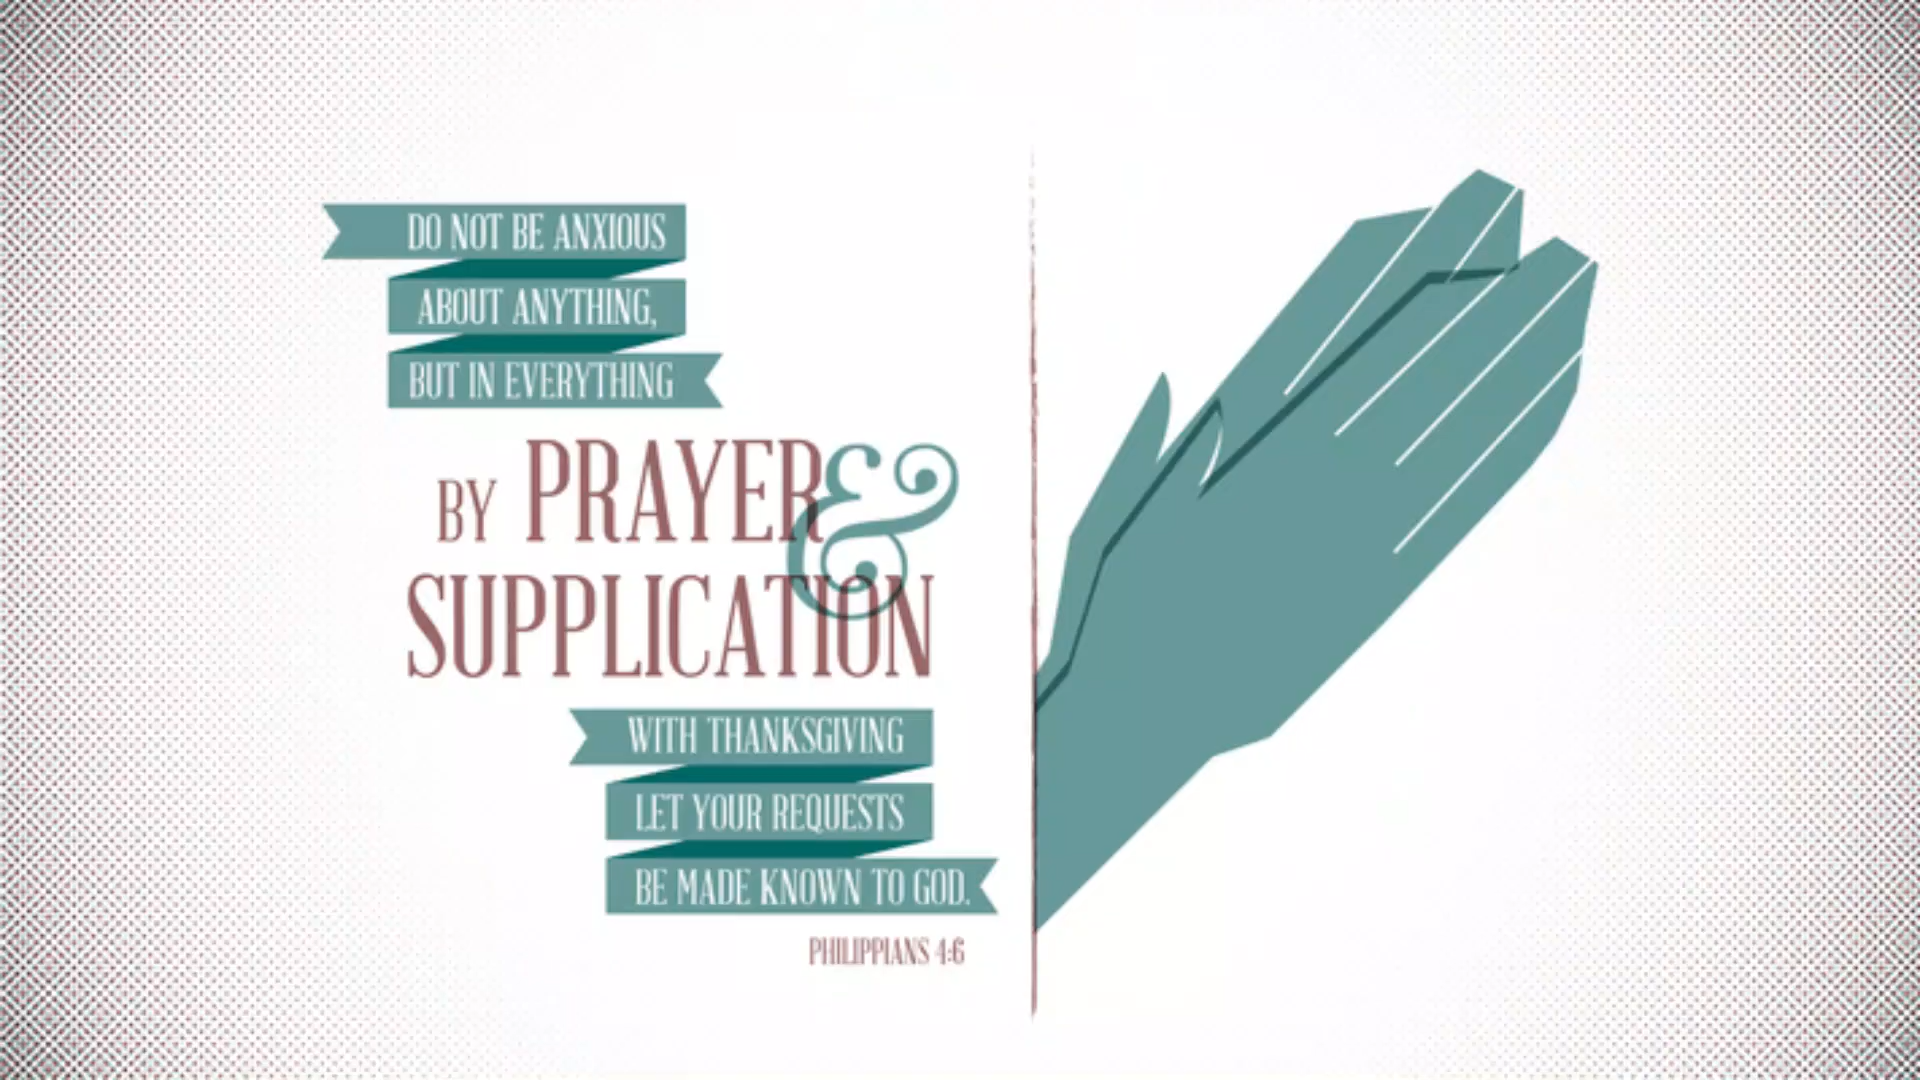 DO NOT BE ANXIOUS
ABOUT ANYTHING,
BUT IN EVERYTHING
BY PRAYER &
SUPPLICATION
WITH THANKSGIVING
LET YOUR REQUESTS
BE MADE KNOWN TO GOD.
PHILIPPIANS 4:6